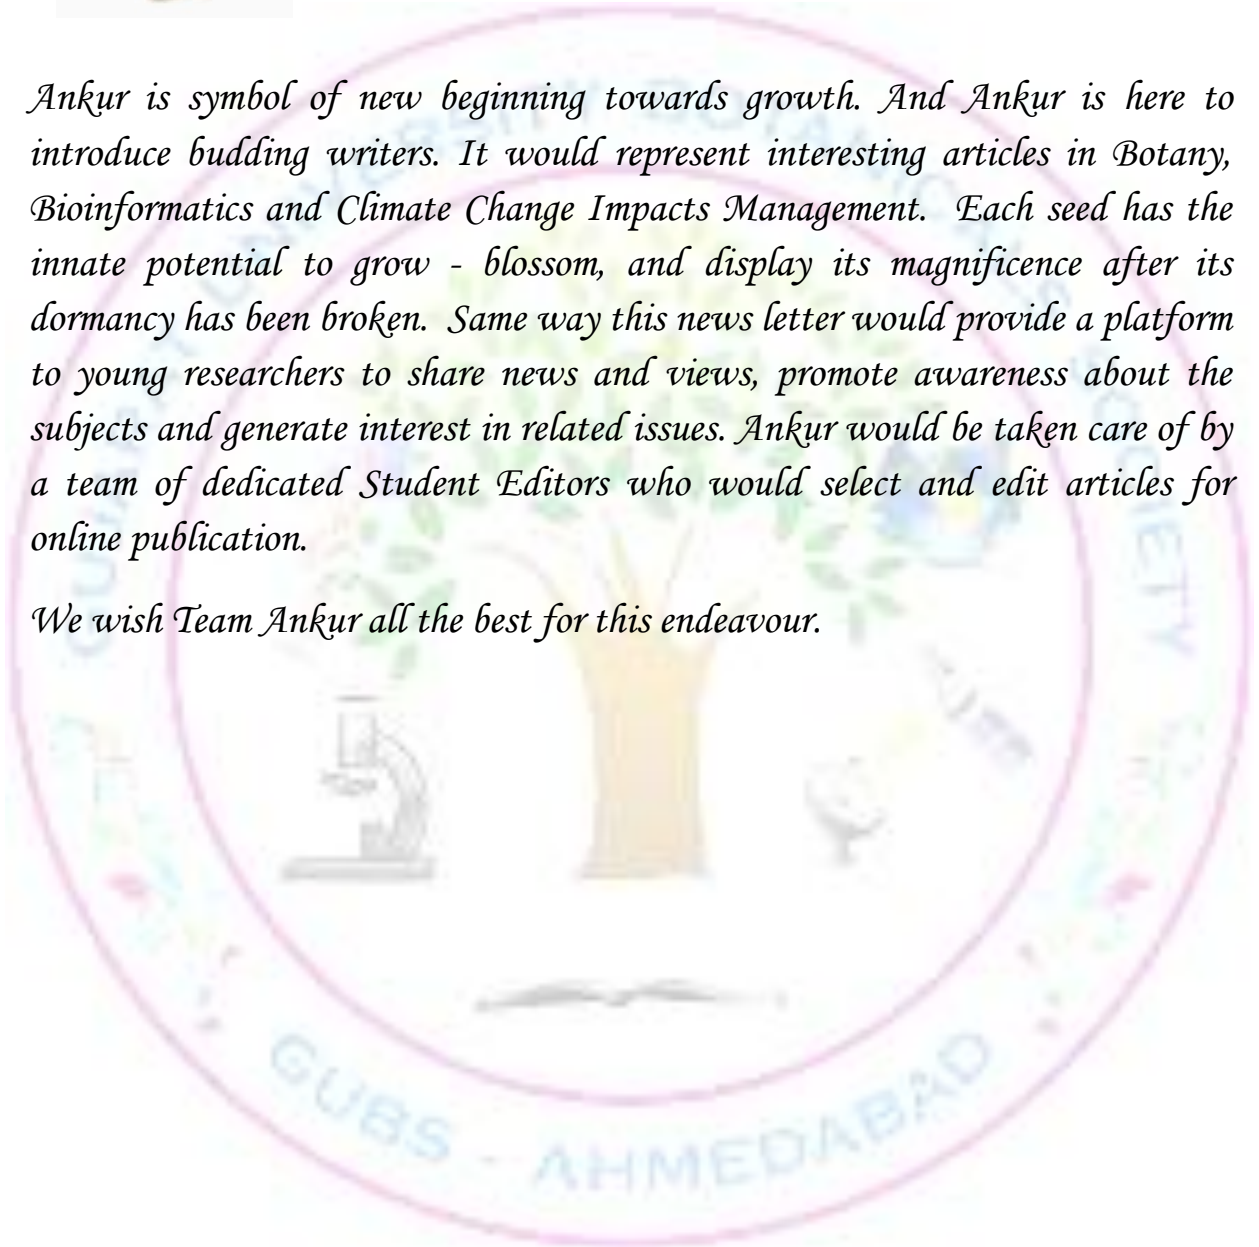 Ankur is symbol of new beginning towards growth. And Ankur is here to
introduce budding writers. It would represent interesting articles in Botany,
Bioinformatics and Climate Change Impacts Management. Each seed has the
innate potential to grow - blossom, and display its magnificence after its
dormancy has been broken. Same way this news letter would provide a platform
to young researchers to share news and views, promote awareness about the
subjects and generate interest in related issues. Ankur would be taken care of by
a team of dedicated Student Editors who would select and edit articles for
online publication.
We wish Team Ankur all the best for this endeavour.
GUJARAT UNIVERSITY BOTANICAL SOCIETY
GUBS - AHMEDABAD